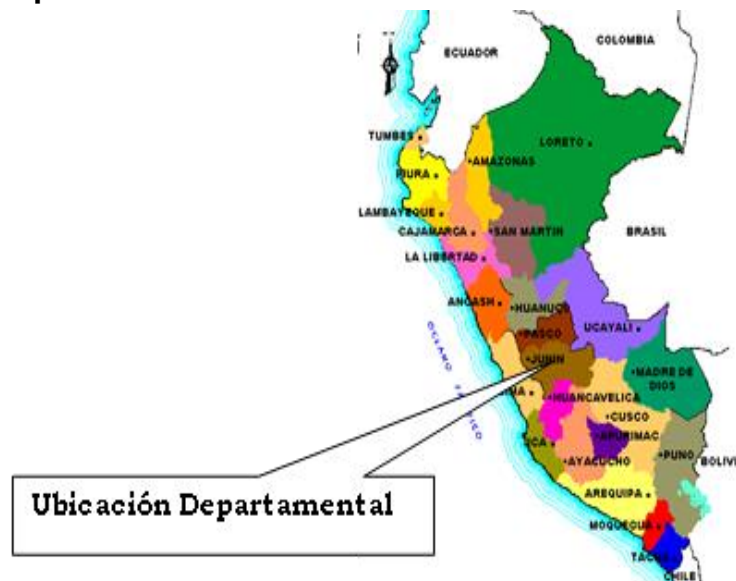 COLOMBIA
ECUADOR
TUMBES
LORETO
AMAZONAS
PIURA
LAMBAYEQUE
CAJAMARCA
SAN MARTIN
BRASIL
LA LIBERTAD
ANCASH
HUANUCO
UCAYALI
PASCO
JUNIN
MADRE DE
DIOS
HUANCAVELICA
CUSCO
APURIMAC
AYACUCHO
PUNO
BOLIVI
AREQUIPA
MOQUEGUA
TACNA
CHILE
Ubicación Departamental